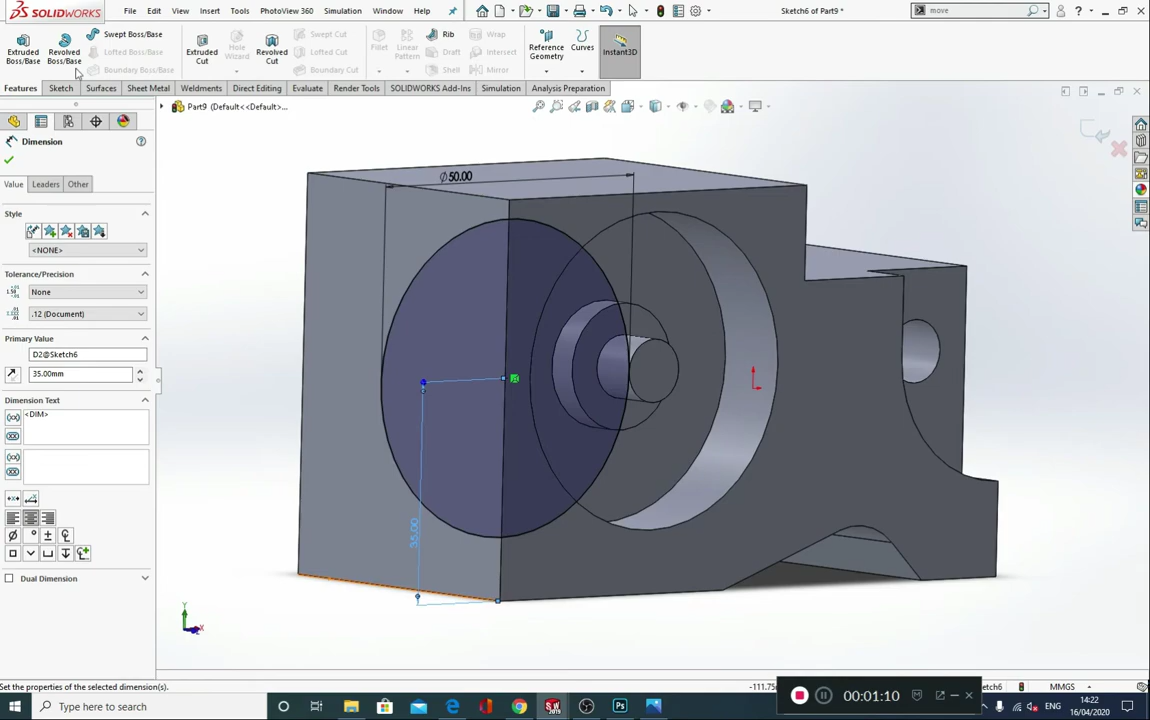 SOLIDWORKS
File Edit View Insert Tools PhotoView 360 Simulation Window Help
Sketch6 of Part9 *
move
Extruded Boss/Base
Revolved Boss/Base
Swept Boss/Base
Lofted Boss/Base
Boundary Boss/Base
Extruded Cut
Hole Wizard
Revolved Cut
Swept Cut
Lofted Cut
Boundary Cut
Fillet
Linear Pattern
Rib
Draft
Shell
Wrap
Intersect
Mirror
Reference Geometry
Curves
Instant3D
Features Sketch Surfaces Sheet Metal Weldments Direct Editing Evaluate Render Tools SOLIDWORKS Add-Ins Simulation Analysis Preparation
Part9 (Default<<Default>...
Dimension
Value Leaders Other
Style
<NONE>
Tolerance/Precision
None
.12 (Document)
Primary Value
D2@Sketch6
35.00mm
Dimension Text
<DIM>
Dual Dimension
Ø50.00
35.00
Y
X
Set the properties of the selected dimension(s).
MMGS
00:01:10
Type here to search
ENG
14:22
16/04/2020